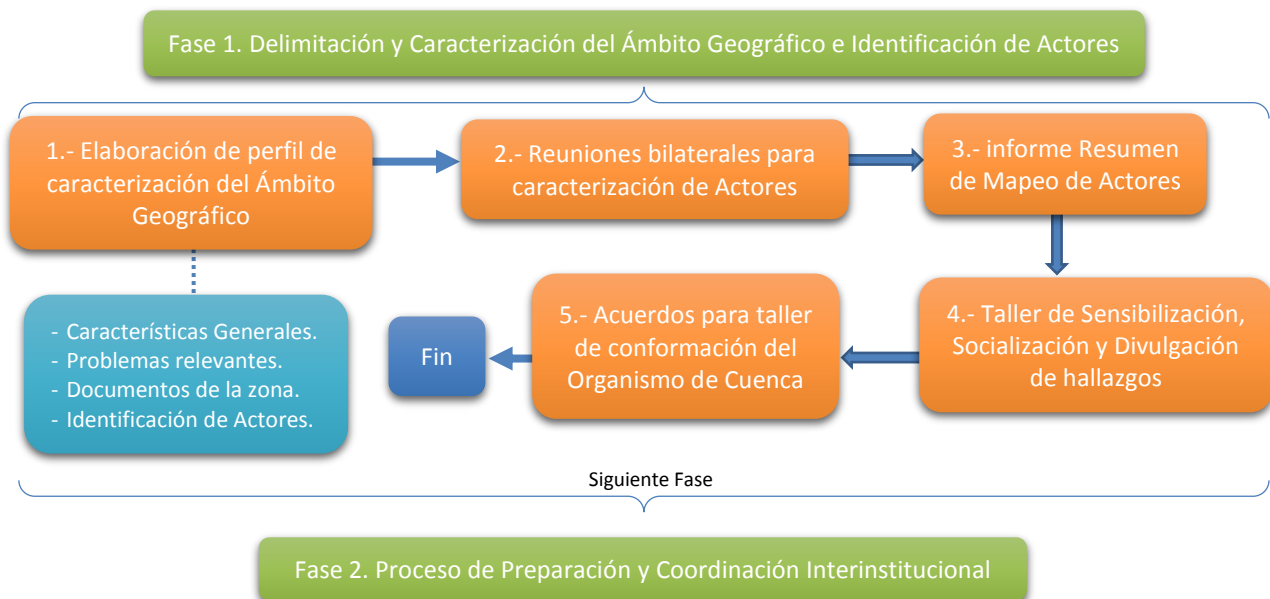 Fase 1. Delimitación y Caracterización del Ámbito Geográfico e Identificación de Actores
1.- Elaboración de perfil de
caracterización del Ámbito
Geográfico
2.- Reuniones bilaterales para
caracterización de Actores
3.- informe Resumen
de Mapeo de Actores
4.- Taller de Sensibilización,
Socialización y Divulgación
de hallazgos
5.- Acuerdos para taller
de conformación del
Organismo de Cuenca
Fin
- Características Generales.
- Problemas relevantes.
- Documentos de la zona.
- Identificación de Actores.
Siguiente Fase
Fase 2. Proceso de Preparación y Coordinación Interinstitucional